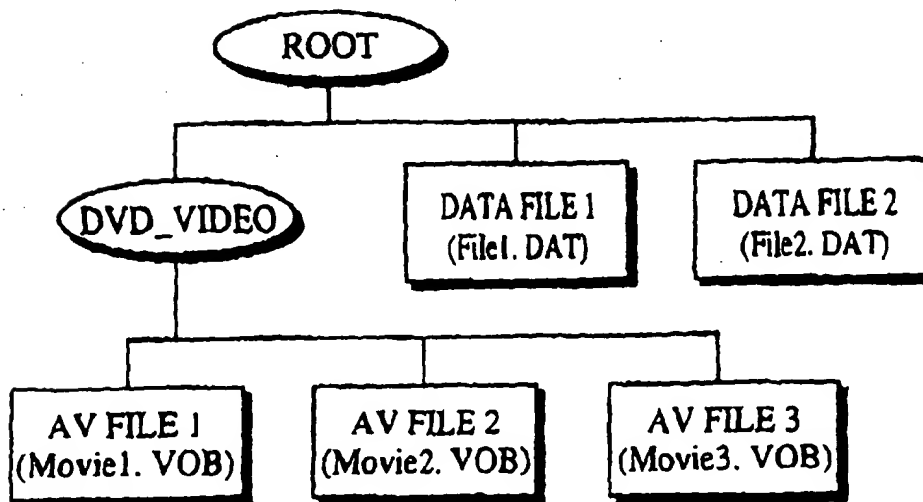 ROOT
DVD_VIDEO
DATA FILE 1
(File1. DAT)
DATA FILE 2
(File2. DAT)
AV FILE 1
(Movie1. VOB)
AV FILE 2
(Movie2. VOB)
AV FILE 3
(Movie3. VOB)